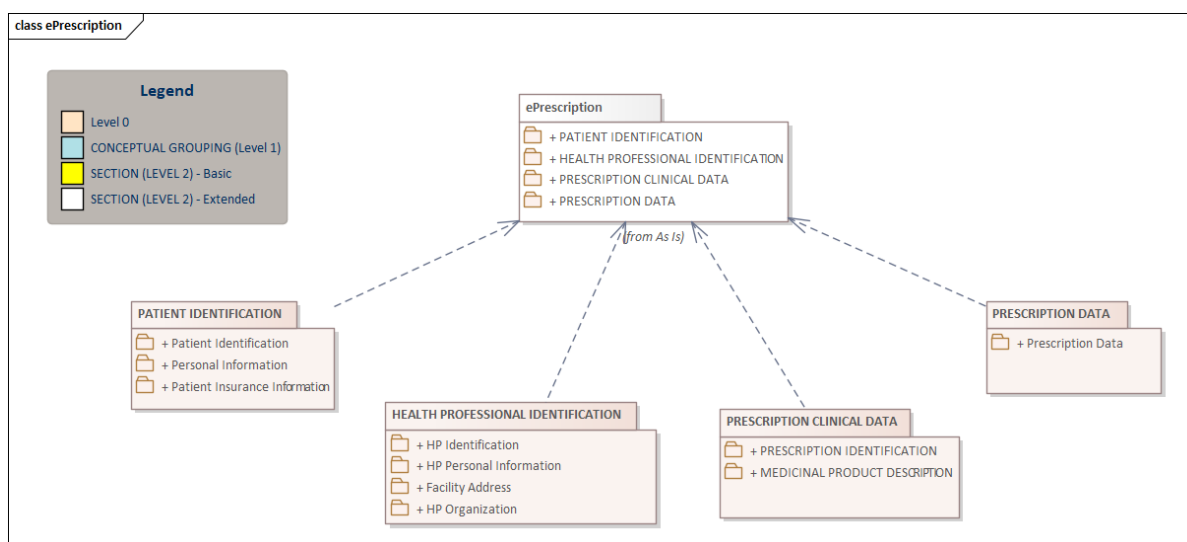 class ePrescription
Legend
Level 0
CONCEPTUAL GROUPING (Level 1)
SECTION (LEVEL 2) - Basic
SECTION (LEVEL 2) - Extended
ePrescription
+ PATIENT IDENTIFICATION
+ HEALTH PROFESSIONAL IDENTIFICATION
+ PRESCRIPTION CLINICAL DATA
+ PRESCRIPTION DATA
(from As Is)
PATIENT IDENTIFICATION
+ Patient Identification
+ Personal Information
+ Patient Insurance Information
HEALTH PROFESSIONAL IDENTIFICATION
+ HP Identification
+ HP Personal Information
+ Facility Address
+ HP Organization
PRESCRIPTION CLINICAL DATA
+ PRESCRIPTION IDENTIFICATION
+ MEDICINAL PRODUCT DESCRIPTION
PRESCRIPTION DATA
+ Prescription Data